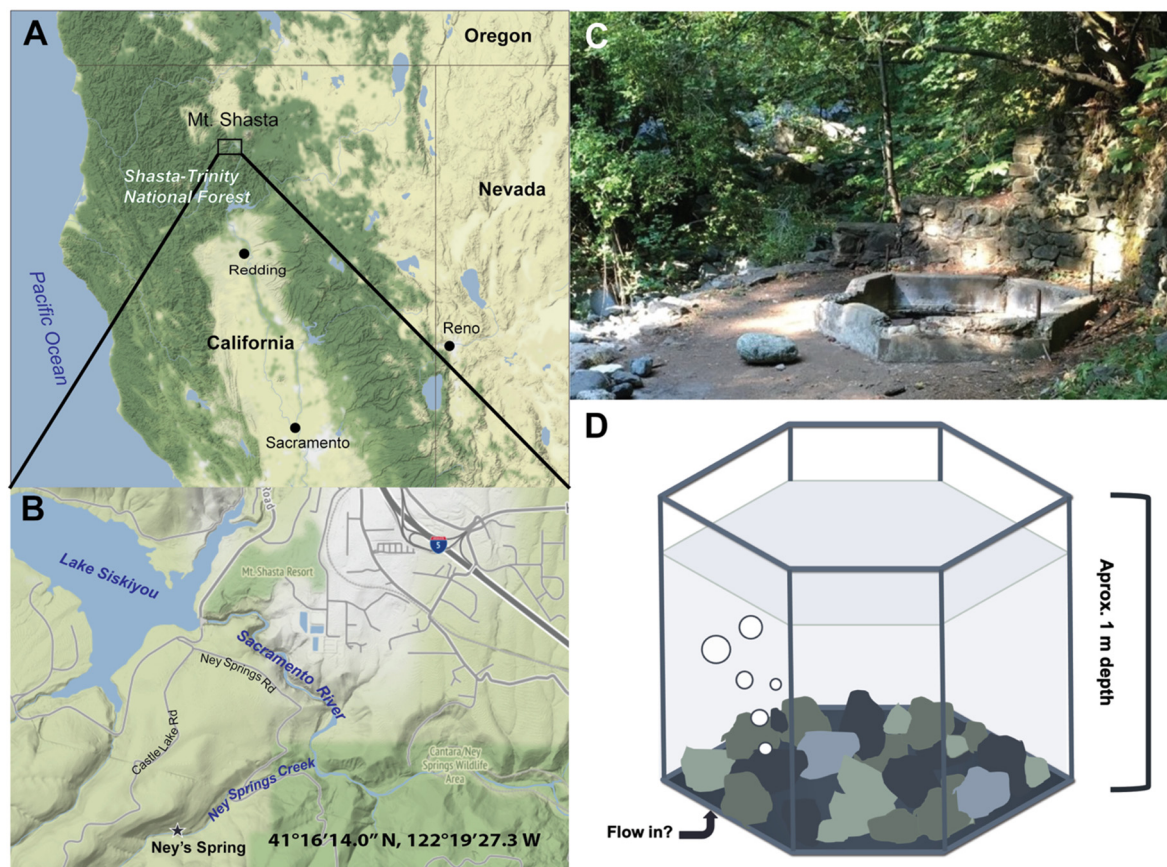 A
Oregon
Mt. Shasta
Shasta-Trinity
National Forest
Nevada
Redding
Pacific Ocean
California
Reno
Sacramento
B
Road
5
Lake Siskiyou
Mt. Shasta Resort
Sacramento River
Ney Springs Rd
Castle Lake Rd
Ney Springs Creek
Cantara/Ney
Springs Wildlife
Area
Ney's Spring
41°16'14.0" N, 122°19'27.3 W
C
D
Aprox. 1 m depth
Flow in?